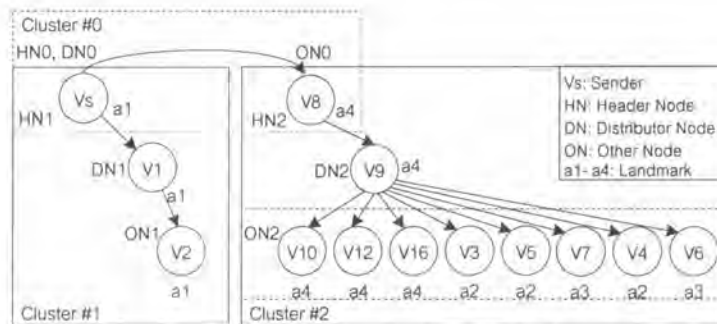 Cluster #0
HN0, DN0
ON0
Vs
a1
HN1
V8
a4
HN2
Vs: Sender
HN: Header Node
DN: Distributor Node
ON: Other Node
a1- a4: Landmark
DN1
V1
a1
DN2
V9
a4
ON1
V2
a1
ON2
V10
V12
V16
V3
V5
V7
V4
V6
a4
a4
a4
a2
a2
a3
a2
a3
Cluster #1
Cluster #2